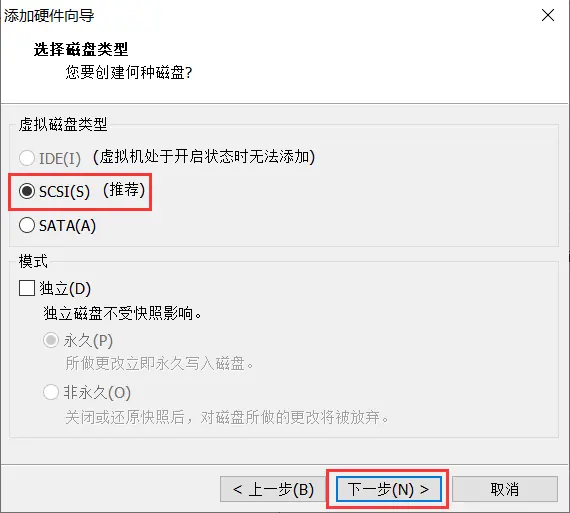 添加硬件向导
选择磁盘类型
您要创建何种磁盘?
虚拟磁盘类型
IDE(I) (虚拟机处于开启状态时无法添加)
SCSI(S) (推荐)
SATA(A)
模式
独立(D)
独立磁盘不受快照影响。
永久(P)
所做更改立即永久写入磁盘。
非永久(O)
关闭或还原快照后，对磁盘所做的更改将被放弃。
< 上一步(B) 下一步(N) > 取消